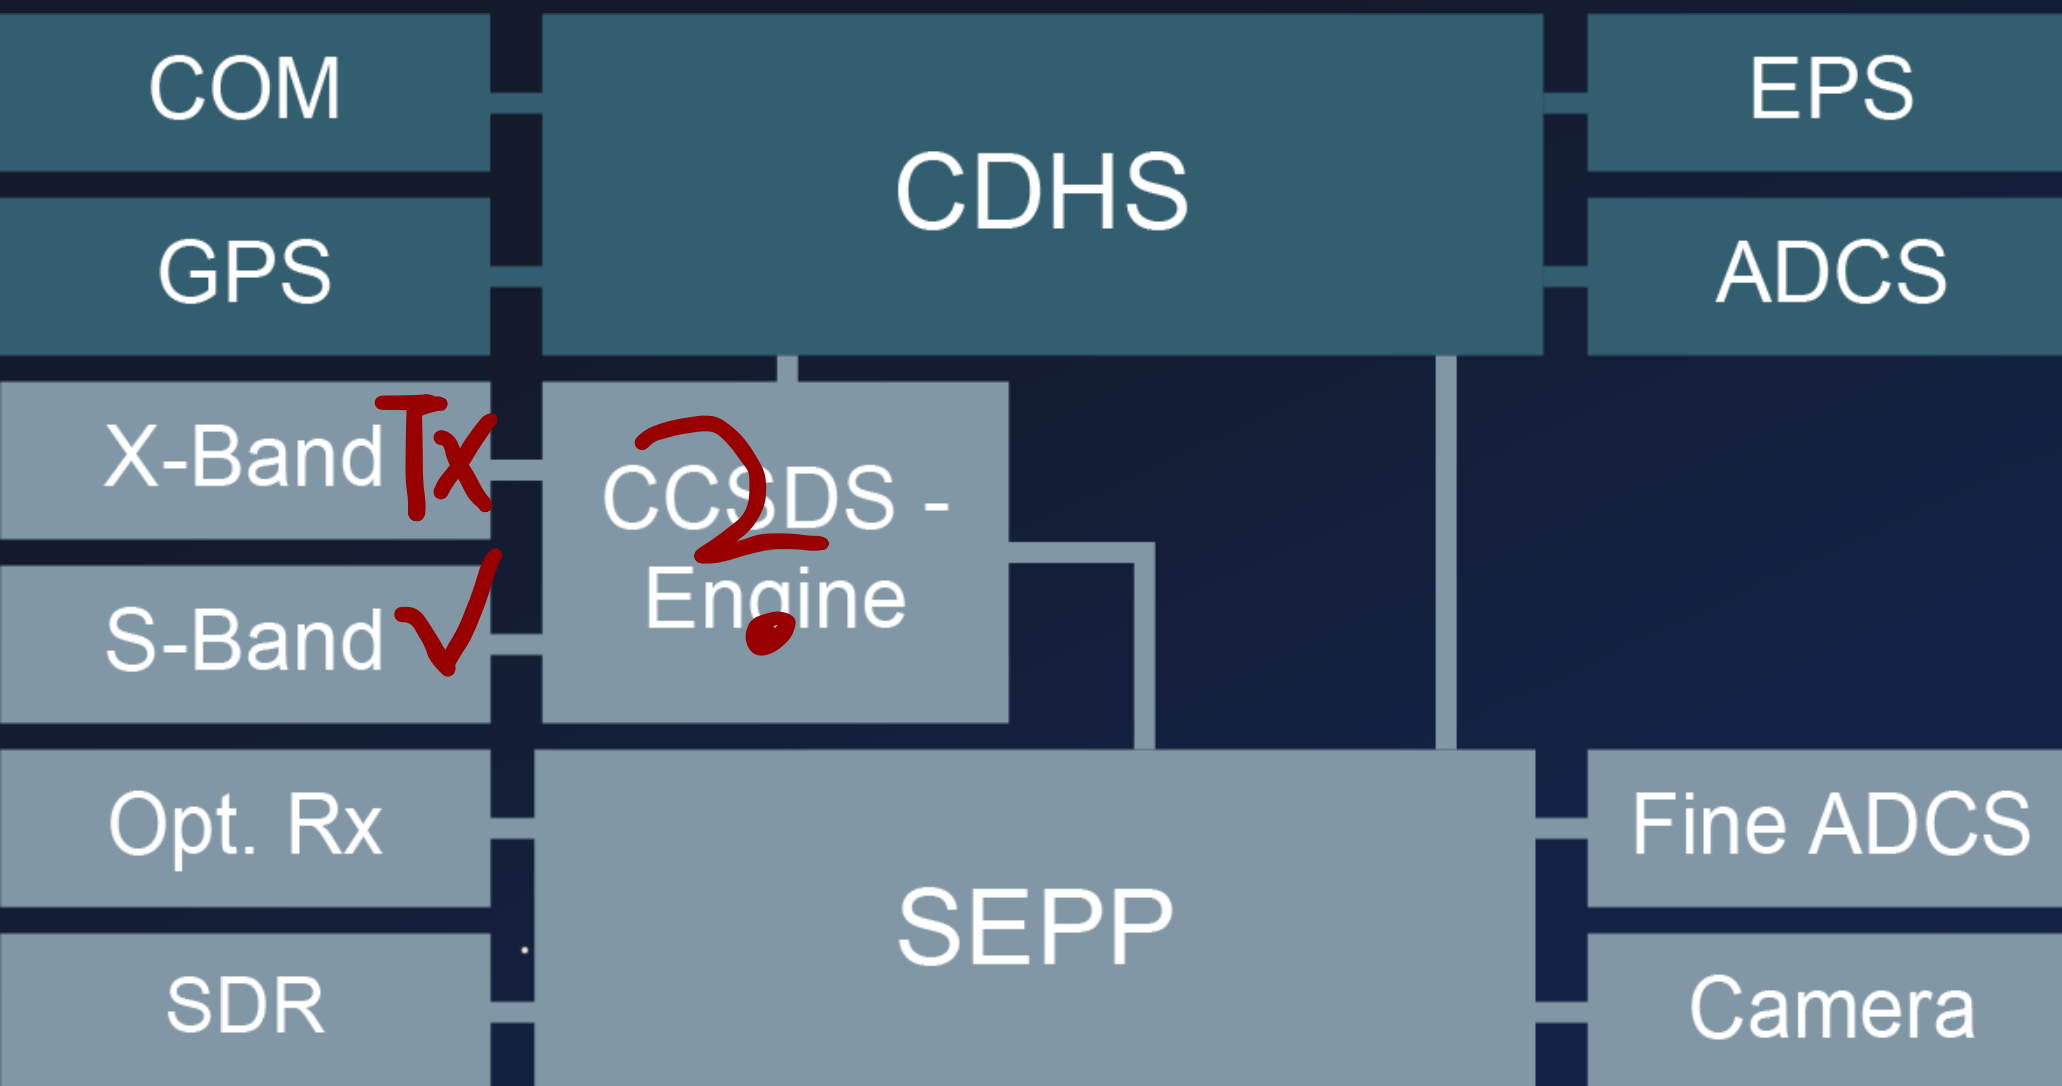 COM
CDHS
EPS
GPS
ADCS
X-Band Tx
CCSDS -
Engine
?
S-Band ✓
Opt. Rx
SEPP
Fine ADCS
SDR
Camera